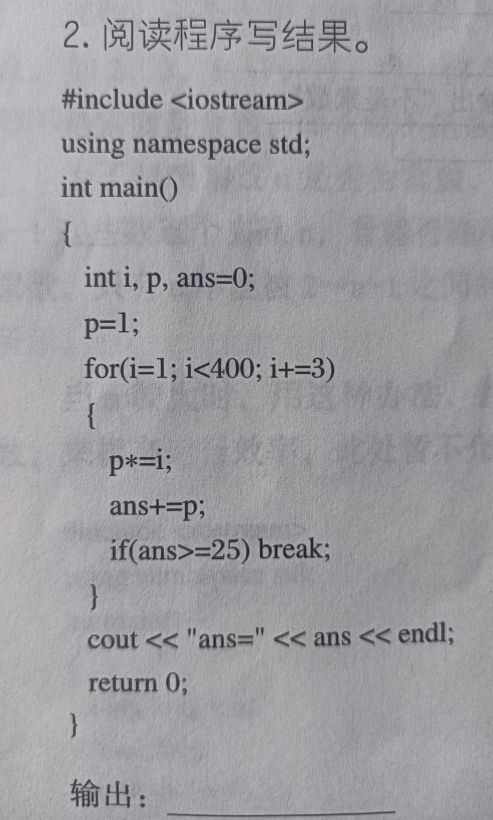 2. 阅读程序写结果。
#include <iostream>
using namespace std;
int main()
{
int i, p, ans=0;
p=1;
for(i=1; i<400; i+=3)
{
p*=i;
ans+=p;
if(ans>=25) break;
}
cout << "ans=" << ans << endl;
return 0;
}
输出：